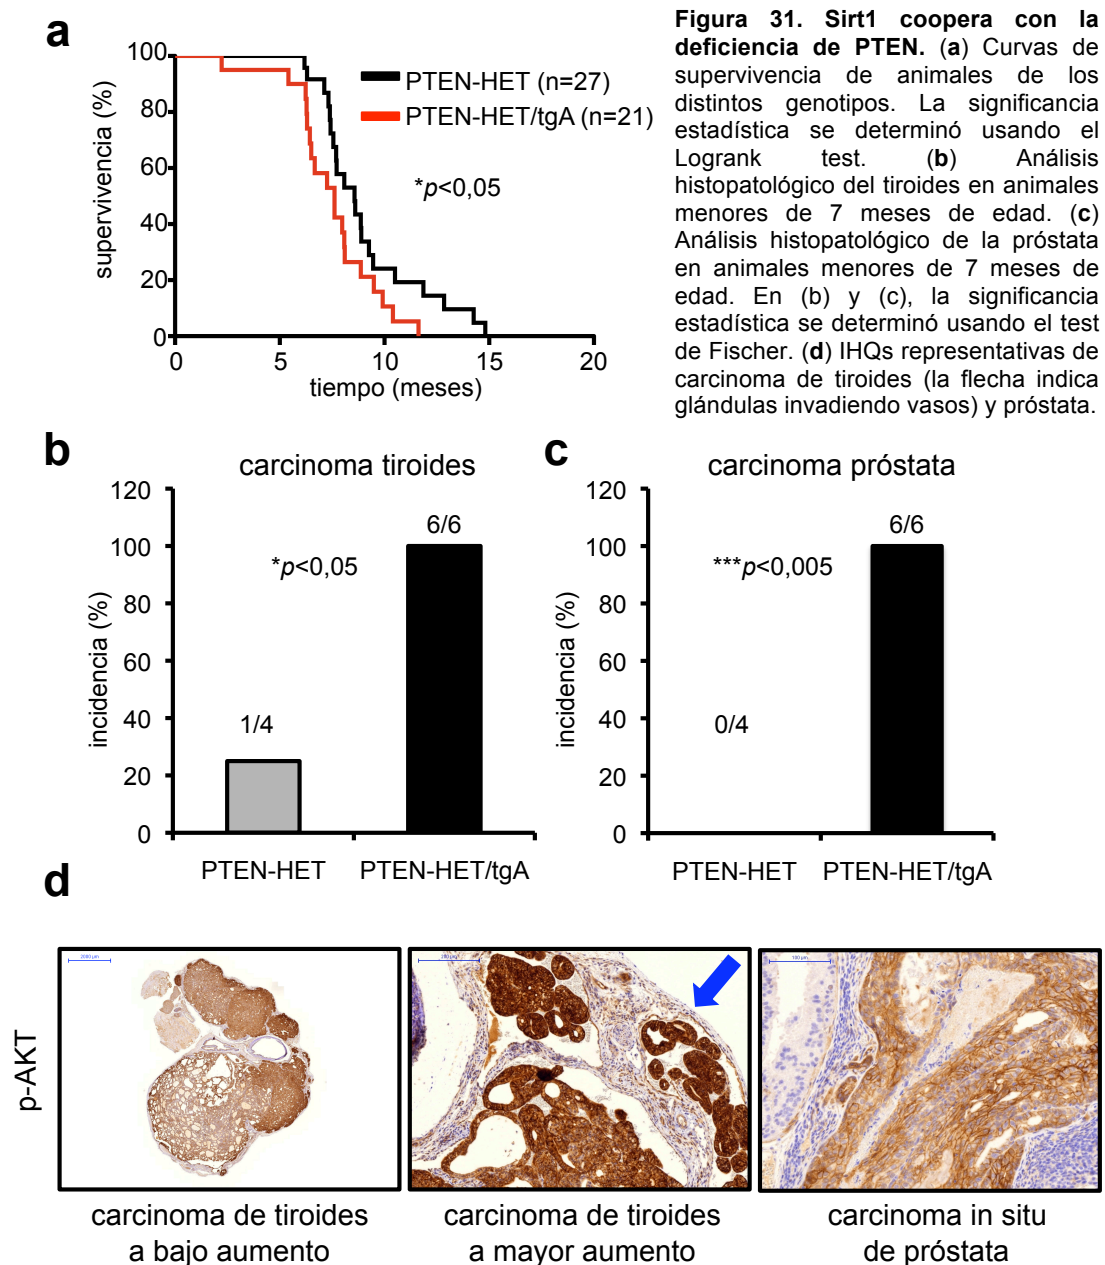 a
100
80
60
40
20
0
supervivencia (%)
PTEN-HET (n=27)
PTEN-HET/tgA (n=21)
*p<0,05
0
5
10
15
20
tiempo (meses)
Figura 31. Sirt1 coopera con la
deficiencia de PTEN. (a) Curvas de
supervivencia de animales de los
distintos genotipos. La significancia
estadística se determinó usando el
Logrank test. (b) Análisis
histopatológico del tiroides en animales
menores de 7 meses de edad. (c)
Análisis histopatológico de la próstata
en animales menores de 7 meses de
edad. En (b) y (c), la significancia
estadística se determinó usando el test
de Fischer. (d) IHQs representativas de
carcinoma de tiroides (la flecha indica
glándulas invadiendo vasos) y próstata.
b
carcinoma tiroides
120
100
80
60
40
20
0
incidencia (%)
*p<0,05
1/4
6/6
PTEN-HET
PTEN-HET/tgA
c
carcinoma próstata
120
100
80
60
40
20
0
incidencia (%)
***p<0,005
0/4
6/6
PTEN-HET
PTEN-HET/tgA
d
p-AKT
2000 µm
100 µm
carcinoma de tiroides
a bajo aumento
carcinoma de tiroides
a mayor aumento
carcinoma in situ
de próstata